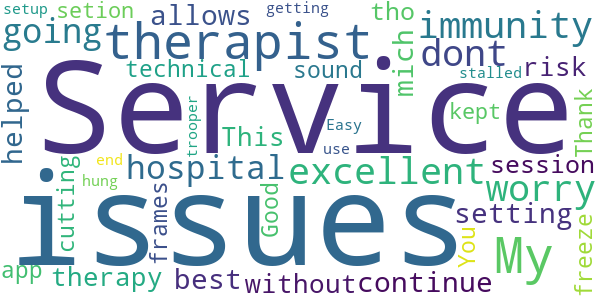 setup setion allows getting tho
going therapist mich immunity
dont
technical sound stalled risk
Service
helped trooper Easy kept Thank
This use
end hospital excellent session
hung worry
cutting issues frames Good setting You freeze
My
app therapy best without continue